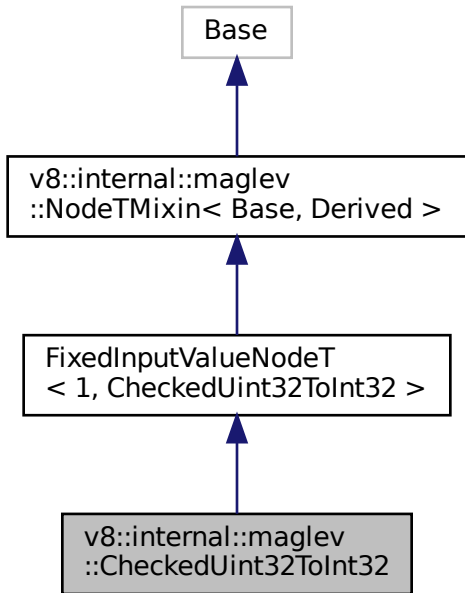 Base
v8::internal::maglev
::NodeTMixin< Base, Derived >
FixedInputValueNodeT
< 1, CheckedUint32ToInt32 >
v8::internal::maglev
::CheckedUint32ToInt32